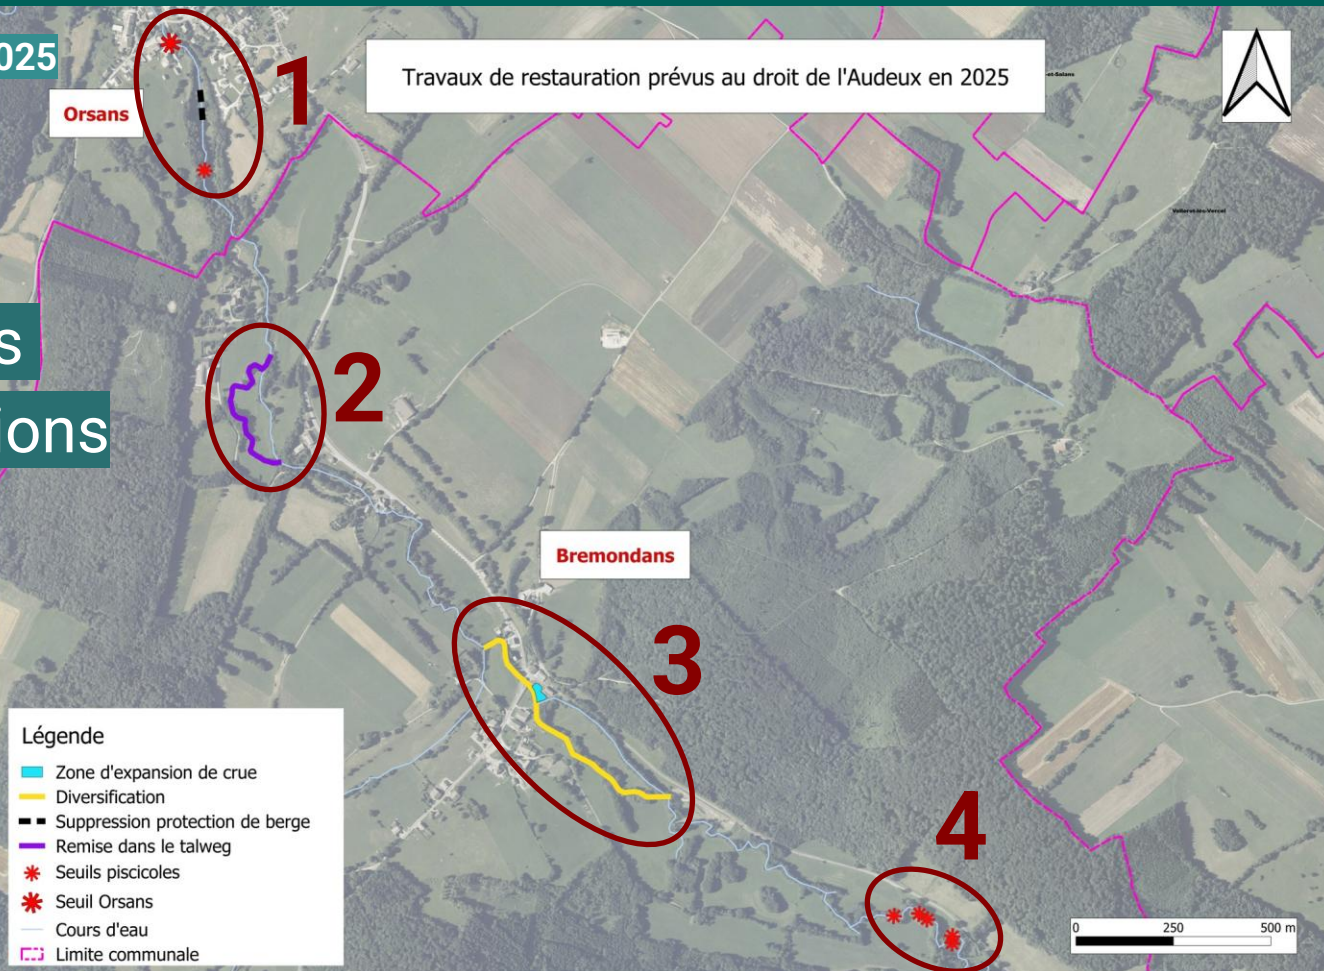 025
Travaux de restauration prévus au droit de l'Audeux en 2025
Orsans
1
s
ions
2
Bremondans
3
4
Légende
Zone d'expansion de crue
Diversification
Suppression protection de berge
Remise dans le talweg
Seuils piscicoles
Seuil Orsans
Cours d'eau
Limite communale
0 250 500 m